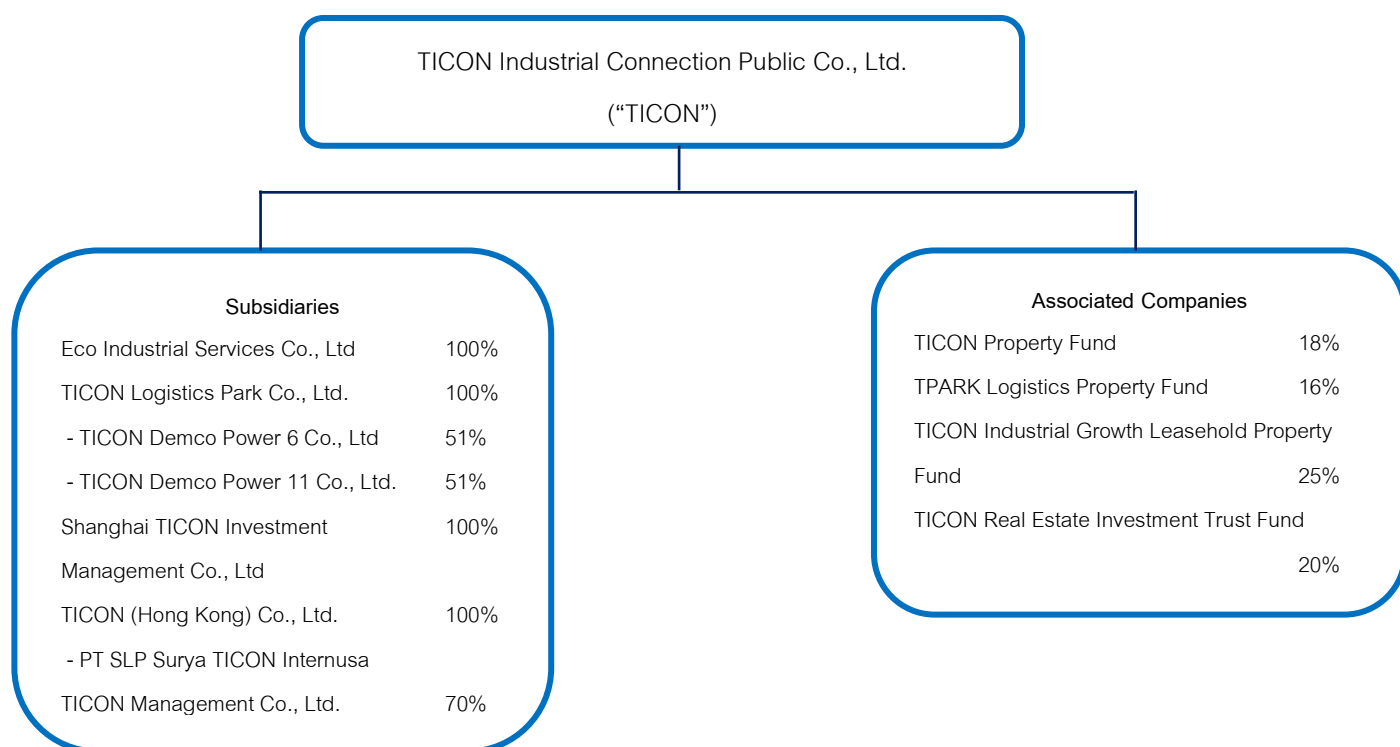 TICON Industrial Connection Public Co., Ltd.
(“TICON”)
Subsidiaries
Eco Industrial Services Co., Ltd 100%
TICON Logistics Park Co., Ltd. 100%
- TICON Demco Power 6 Co., Ltd 51%
- TICON Demco Power 11 Co., Ltd. 51%
Shanghai TICON Investment 100%
Management Co., Ltd
TICON (Hong Kong) Co., Ltd. 100%
- PT SLP Surya TICON Internusa
TICON Management Co., Ltd. 70%
Associated Companies
TICON Property Fund 18%
TPARK Logistics Property Fund 16%
TICON Industrial Growth Leasehold Property
Fund 25%
TICON Real Estate Investment Trust Fund
20%